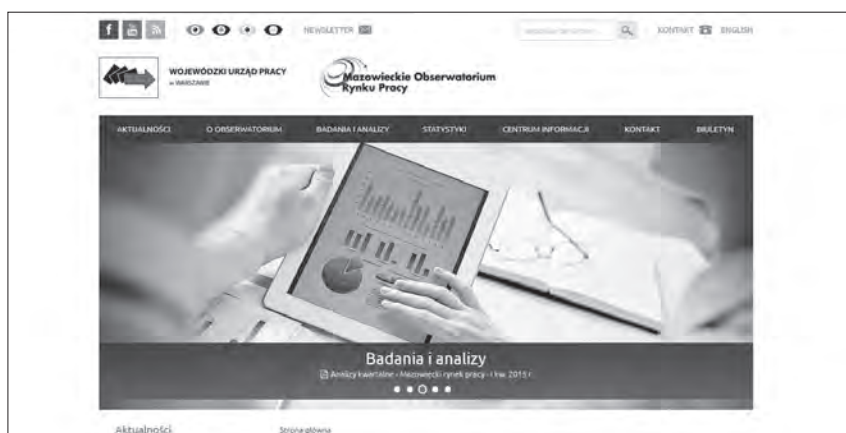 NEWSLETTER
KONTAKT
ENGLISH
WOJEWÓDZKI URZĄD PRACY
w WARSZAWIE
Mazowieckie Obserwatorium
Rynku Pracy
AKTUALNOŚCI O OBSERWATORIUM BADANIA I ANALIZY STATYSTYKI CENTRUM INFORMACJI KONTAKT BIULETYN
Badania i analizy
Analizy kwartalne - Mazowiecki rynek pracy - I kw. 2015 r.
Aktualności
Strona główna